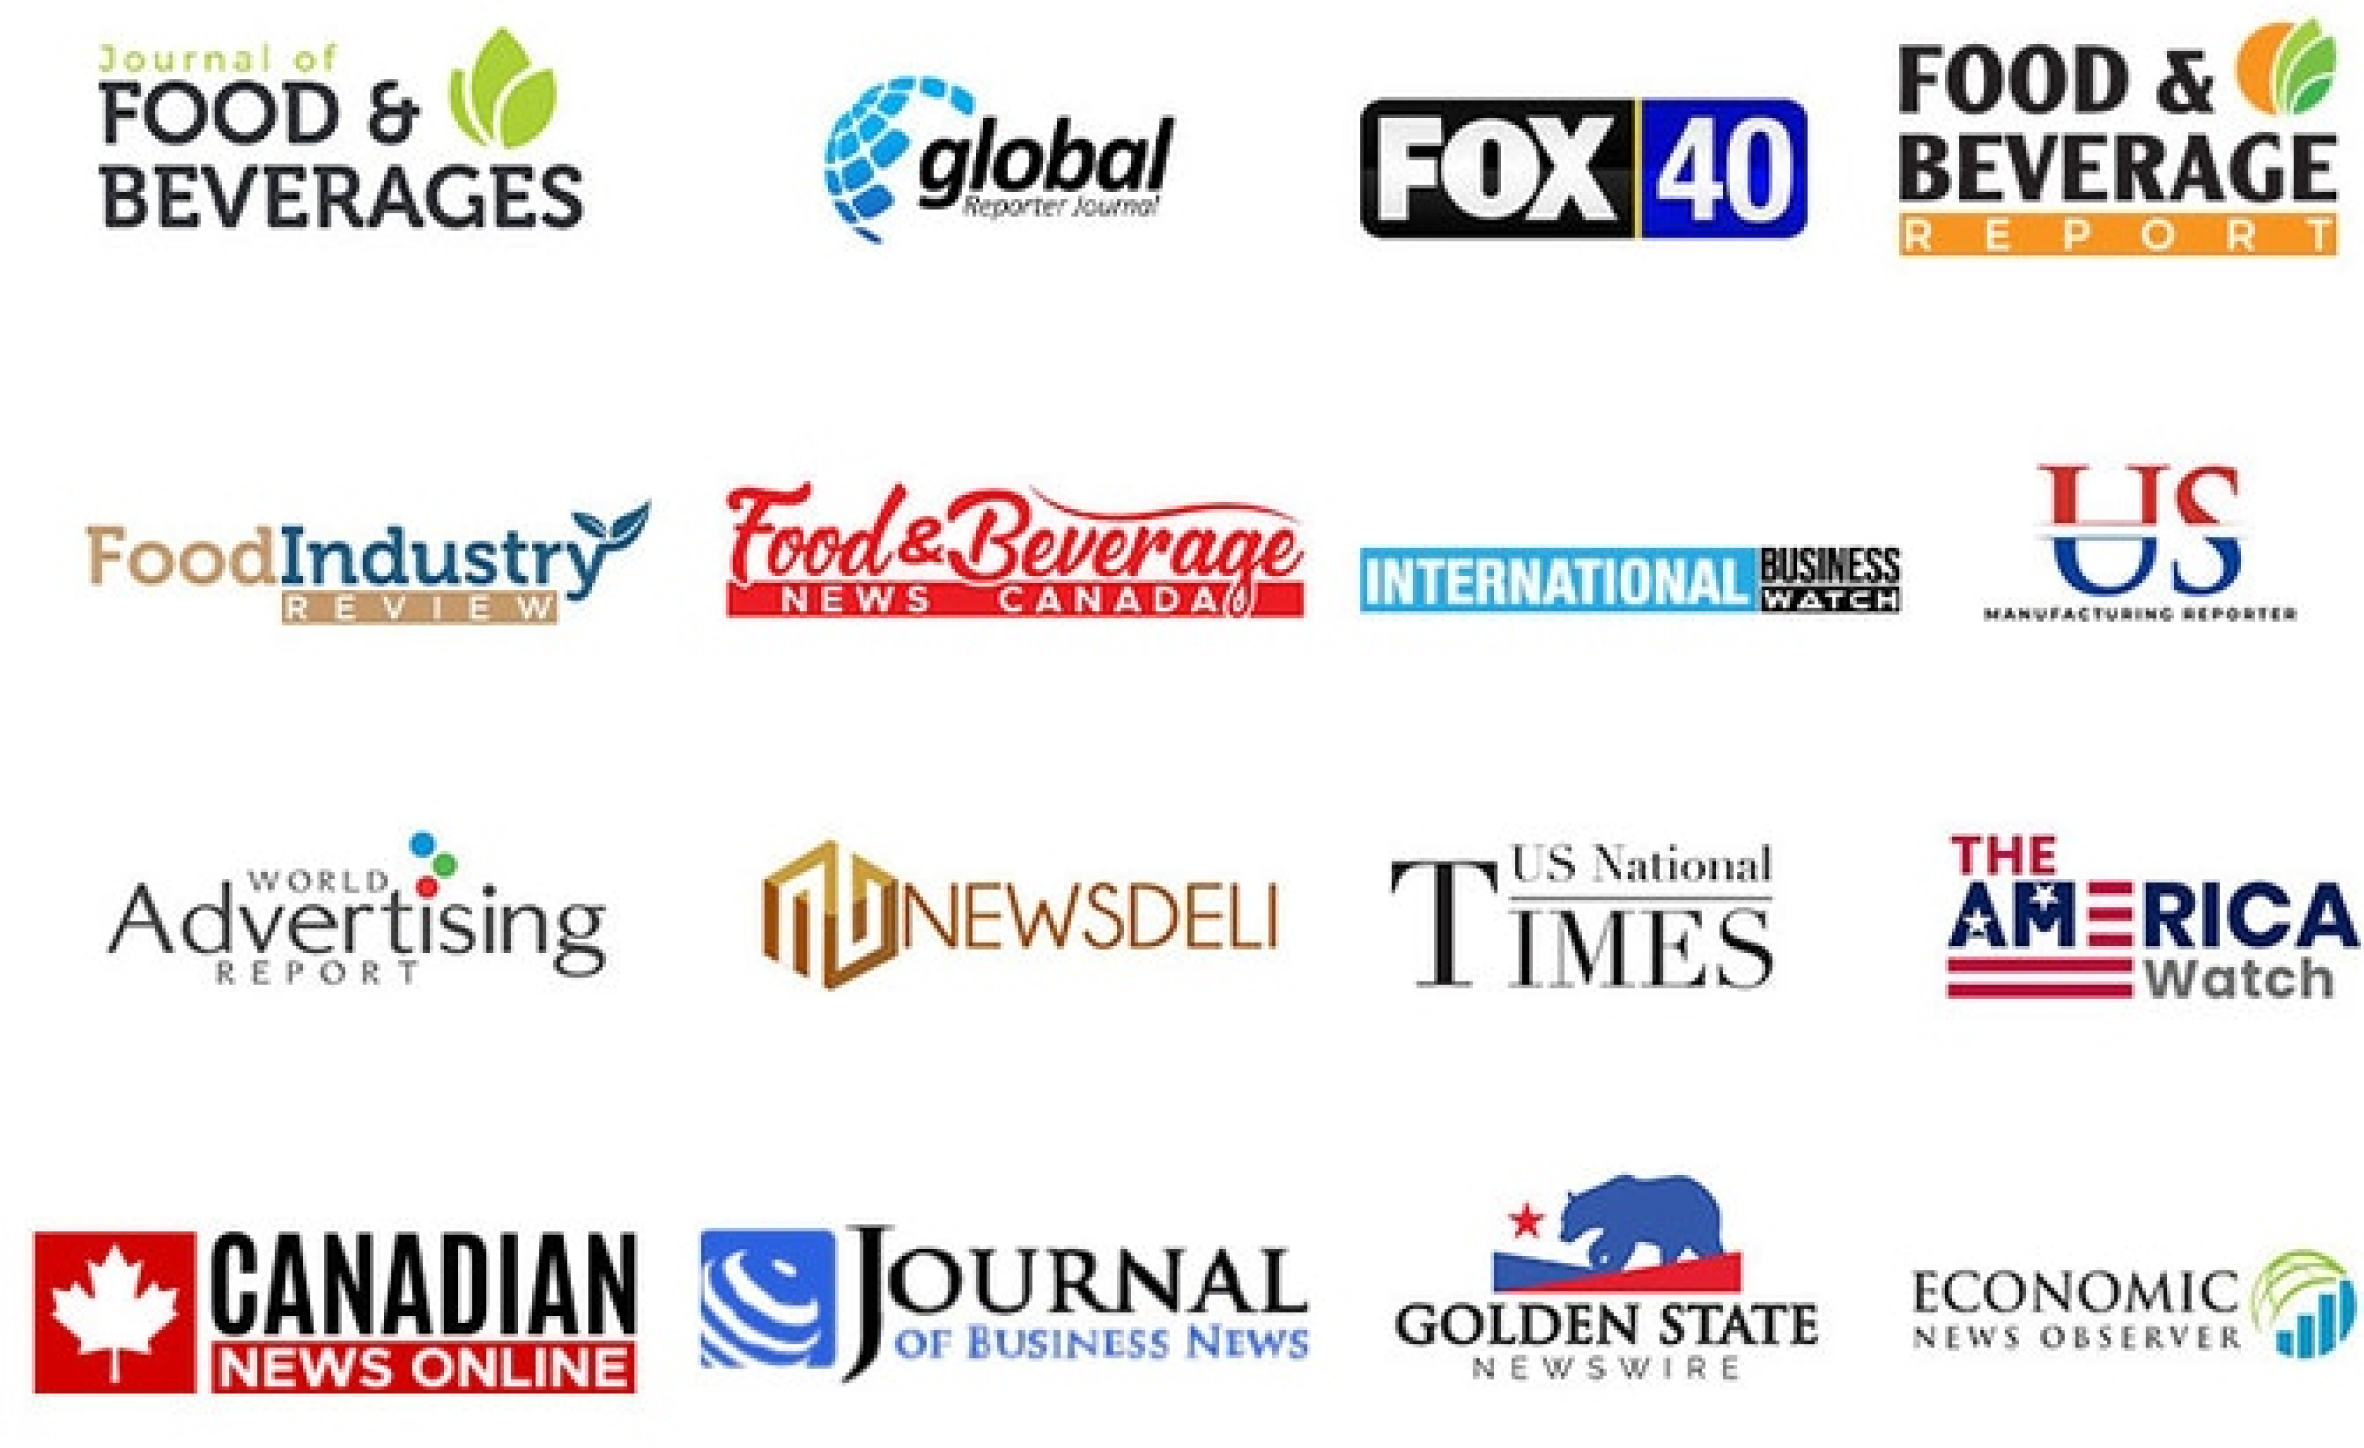 Journal of
FOOD &
BEVERAGES
global
Reporter Journal
FOX 40
FOOD &
BEVERAGE
REPORT
FoodIndustry
REVIEW
Food & Beverage
NEWS CANADA
INTERNATIONAL
BUSINESS
WATCH
US
MANUFACTURING REPORTER
WORLD
Advertising
REPORT
NEWSDELI
US National
TIMES
THE
AMERICA
Watch
CANADIAN
NEWS ONLINE
JOURNAL
OF BUSINESS NEWS
GOLDEN STATE
NEWSWIRE
ECONOMIC
NEWS OBSERVER